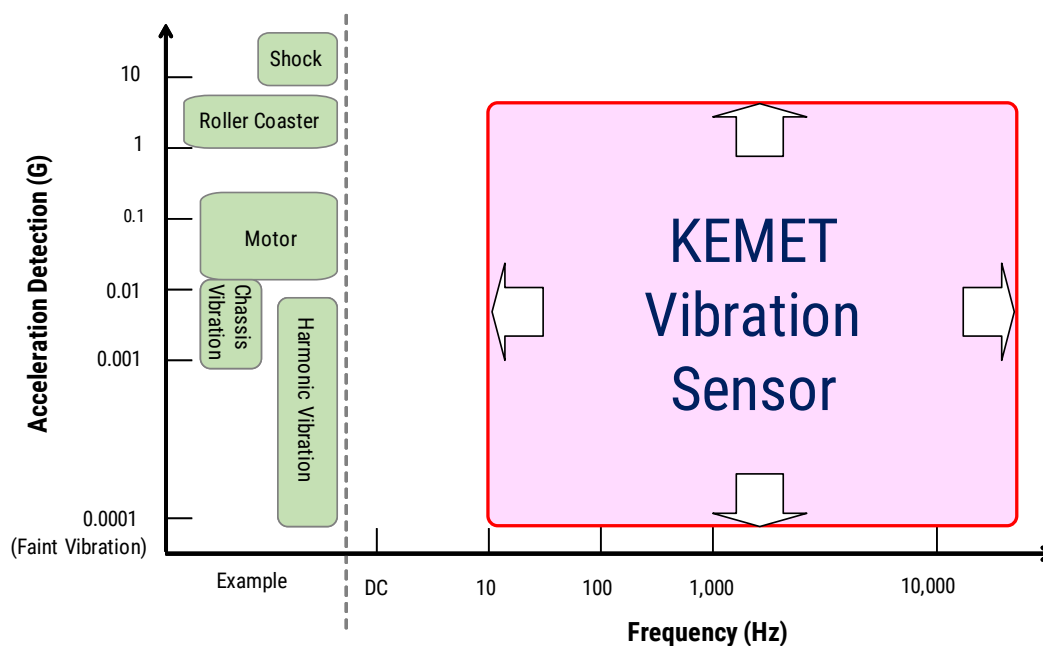 Acceleration Detection (G)
10
1
0.1
0.01
0.001
0.0001
(Faint Vibration)
Shock
Roller Coaster
Motor
Chassis
Vibration
Harmonic Vibration
Example
KEMET
Vibration
Sensor
DC
10
100
1,000
10,000
Frequency (Hz)